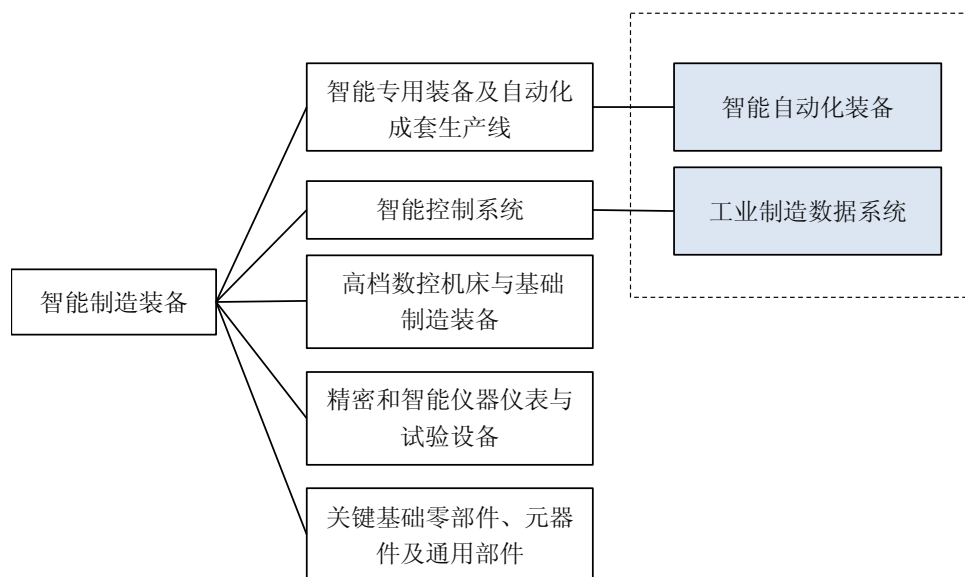 智能专用装备及自动化
成套生产线
智能自动化装备
智能控制系统
工业制造数据系统
智能制造装备
高档数控机床与基础
制造装备
精密和智能仪器仪表与
试验设备
关键基础零部件、元器
件及通用部件